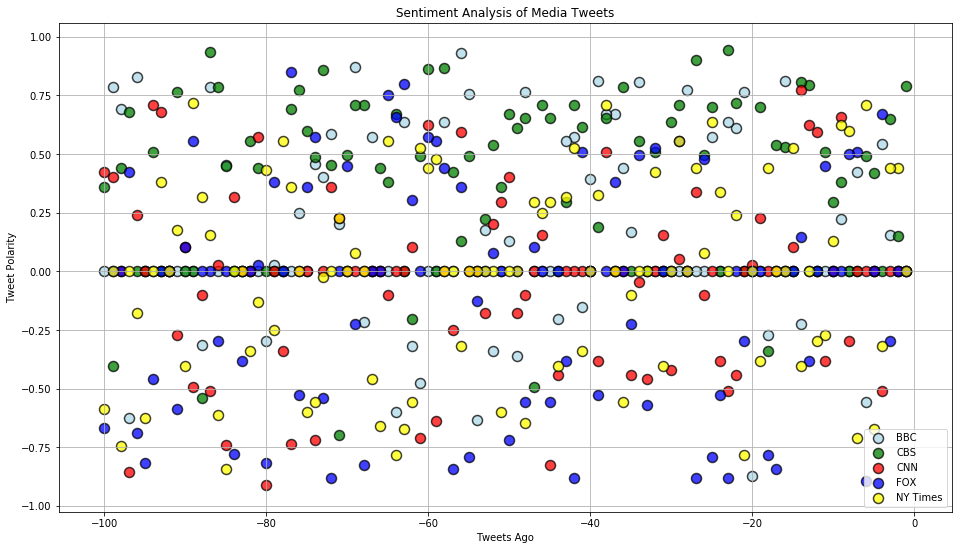 Sentiment Analysis of Media Tweets
1.00
0.75
0.50
0.25
0.00
−0.25
−0.50
−0.75
−1.00
Tweet Polarity
−100
−80
−60
−40
−20
0
Tweets Ago
BBC
CBS
CNN
FOX
NY Times